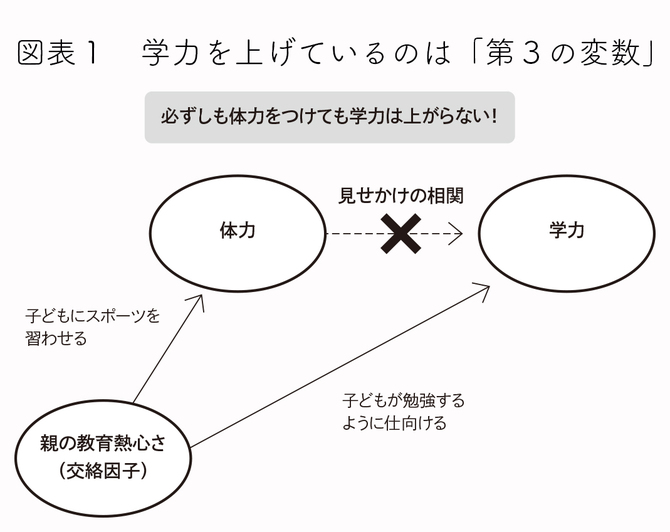 図表1　学力を上げているのは「第3の変数」
必ずしも体力をつけても学力は上がらない！
見せかけの相関
体力
学力
子どもにスポーツを
習わせる
子どもが勉強する
ように仕向ける
親の教育熱心さ
（交絡因子）